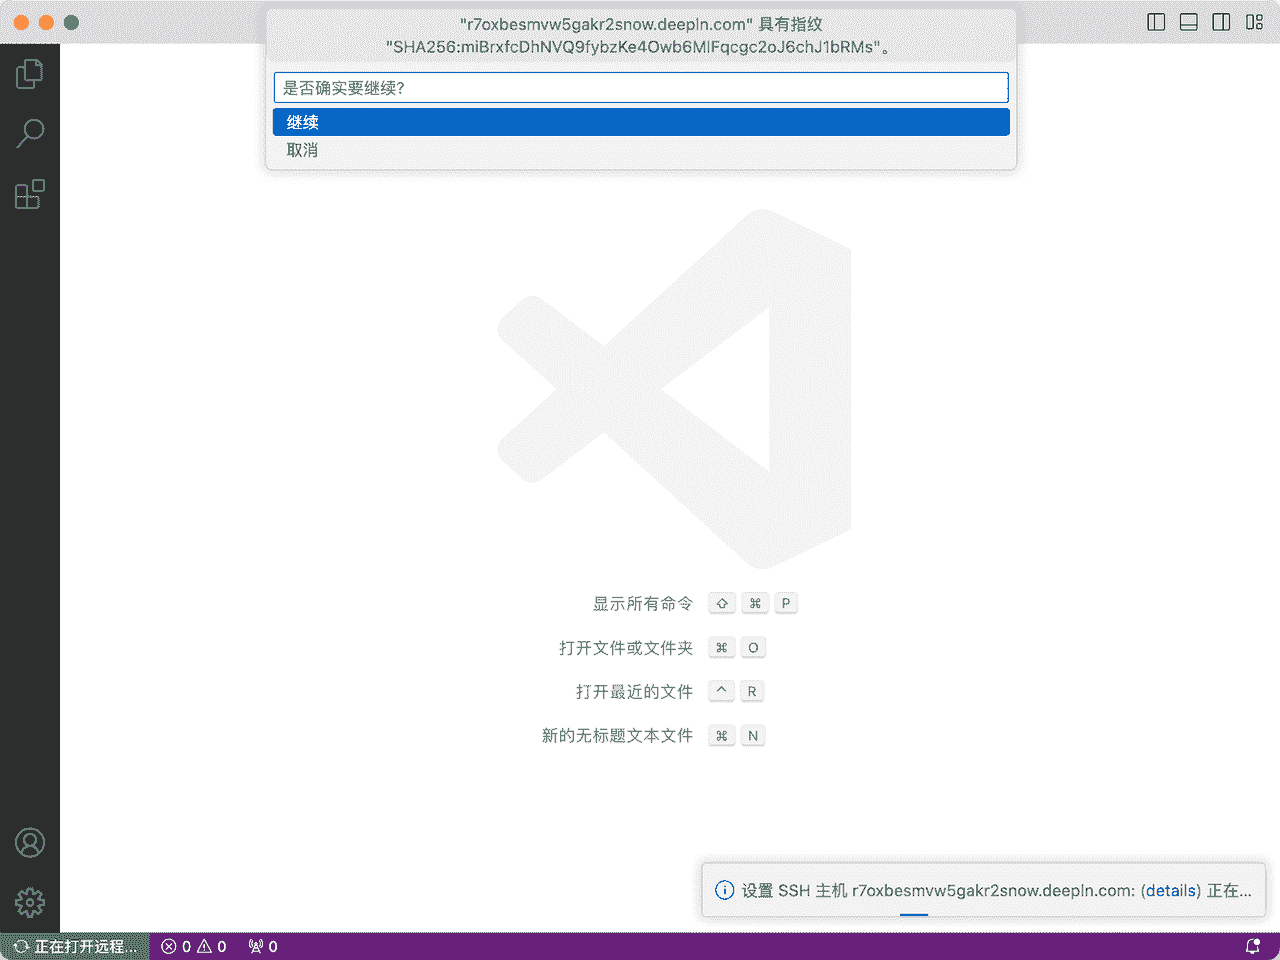 "r7oxbesmvw5gakr2snow.deepln.com" 具有指纹
"SHA256:miBrxfcDhNVQ9fybzKe4Owb6MlFqcgc2oJ6chJ1bRMs"。
是否确实要继续?
继续
取消
显示所有命令 ⇧ ⌘ P
打开文件或文件夹 ⌘ O
打开最近的文件 ^ R
新的无标题文本文件 ⌘ N
设置 SSH 主机 r7oxbesmvw5gakr2snow.deepln.com: (details) 正在...
正在打开远程... 0 0 0